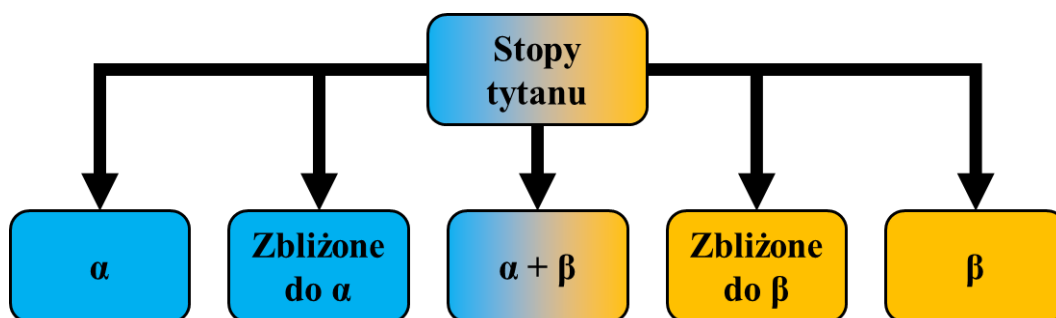 Stopy
tytanu
α
Zbliżone
do α
α + β
Zbliżone
do β
β